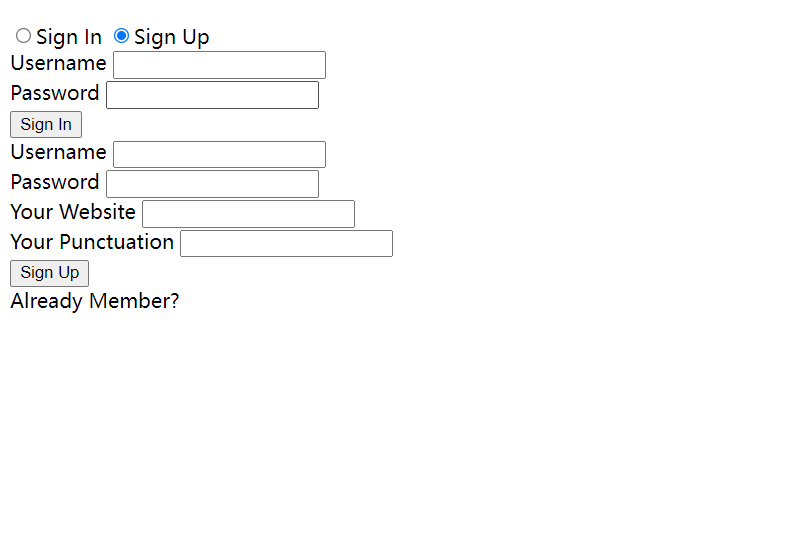 Sign In Sign Up
Username
Password
Sign In
Username
Password
Your Website
Your Punctuation
Sign Up
Already Member?